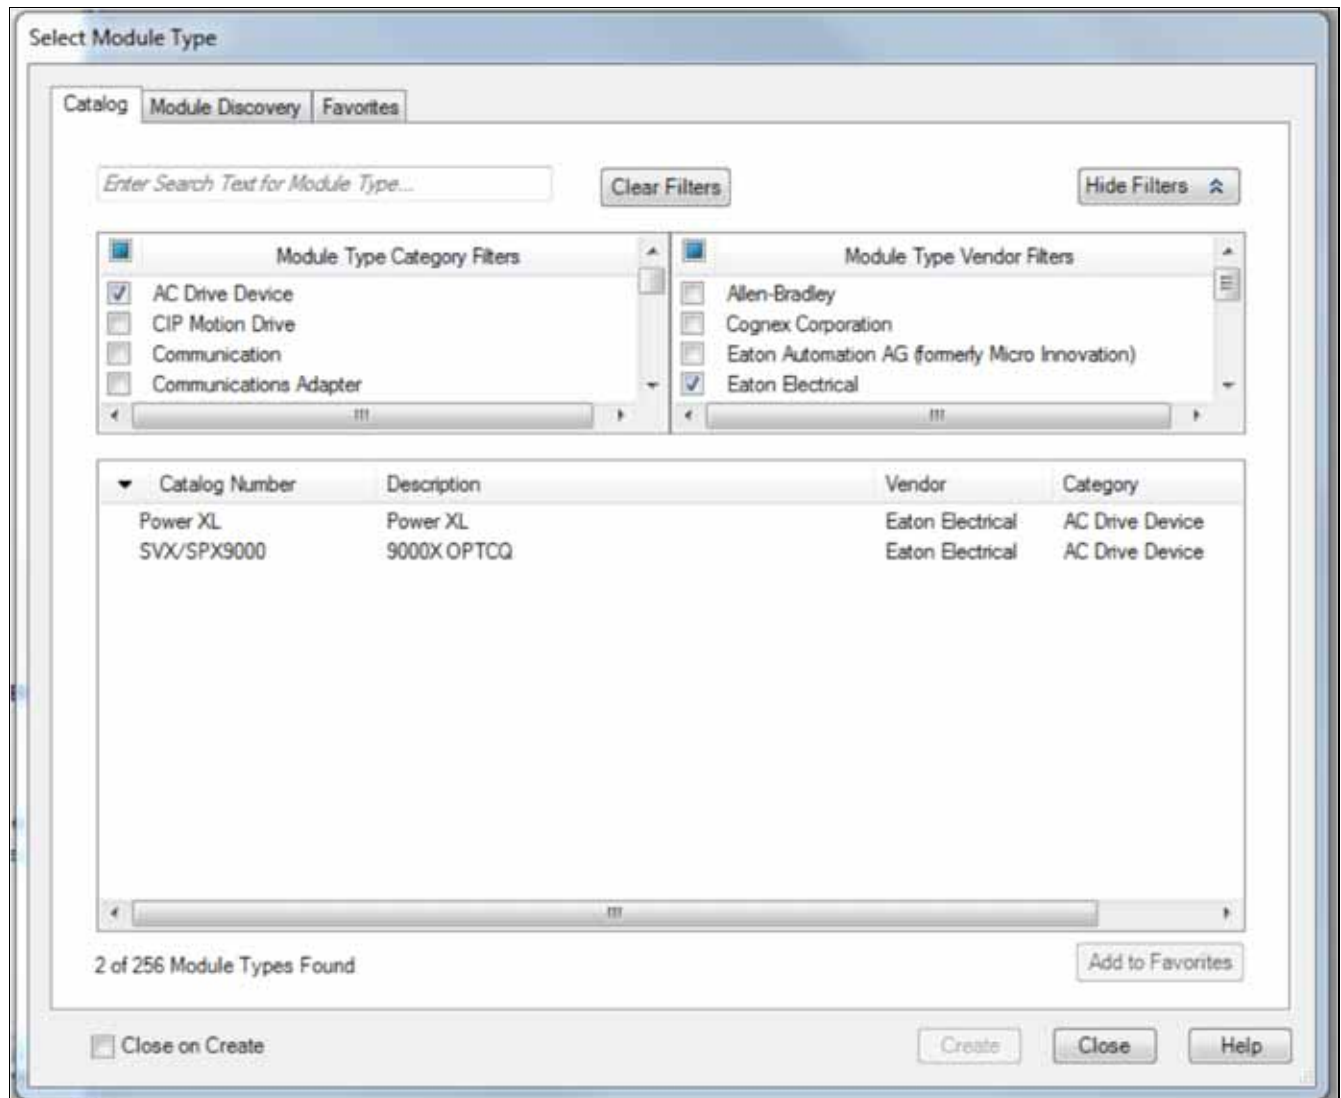 Select Module Type
Catalog Module Discovery Favorites
Enter Search Text for Module Type... Clear Filters Hide Filters
Module Type Category Filters Module Type Vendor Filters
AC Drive Device Allen-Bradley
CIP Motion Drive Cognex Corporation
Communication Eaton Automation AG (formerly Micro Innovation)
Communications Adapter Eaton Electrical
Catalog Number Description Vendor Category
Power XL Power XL Eaton Electrical AC Drive Device
SVX/SPX9000 9000X OPTCQ Eaton Electrical AC Drive Device
2 of 256 Module Types Found Add to Favorites
Close on Create Create Close Help